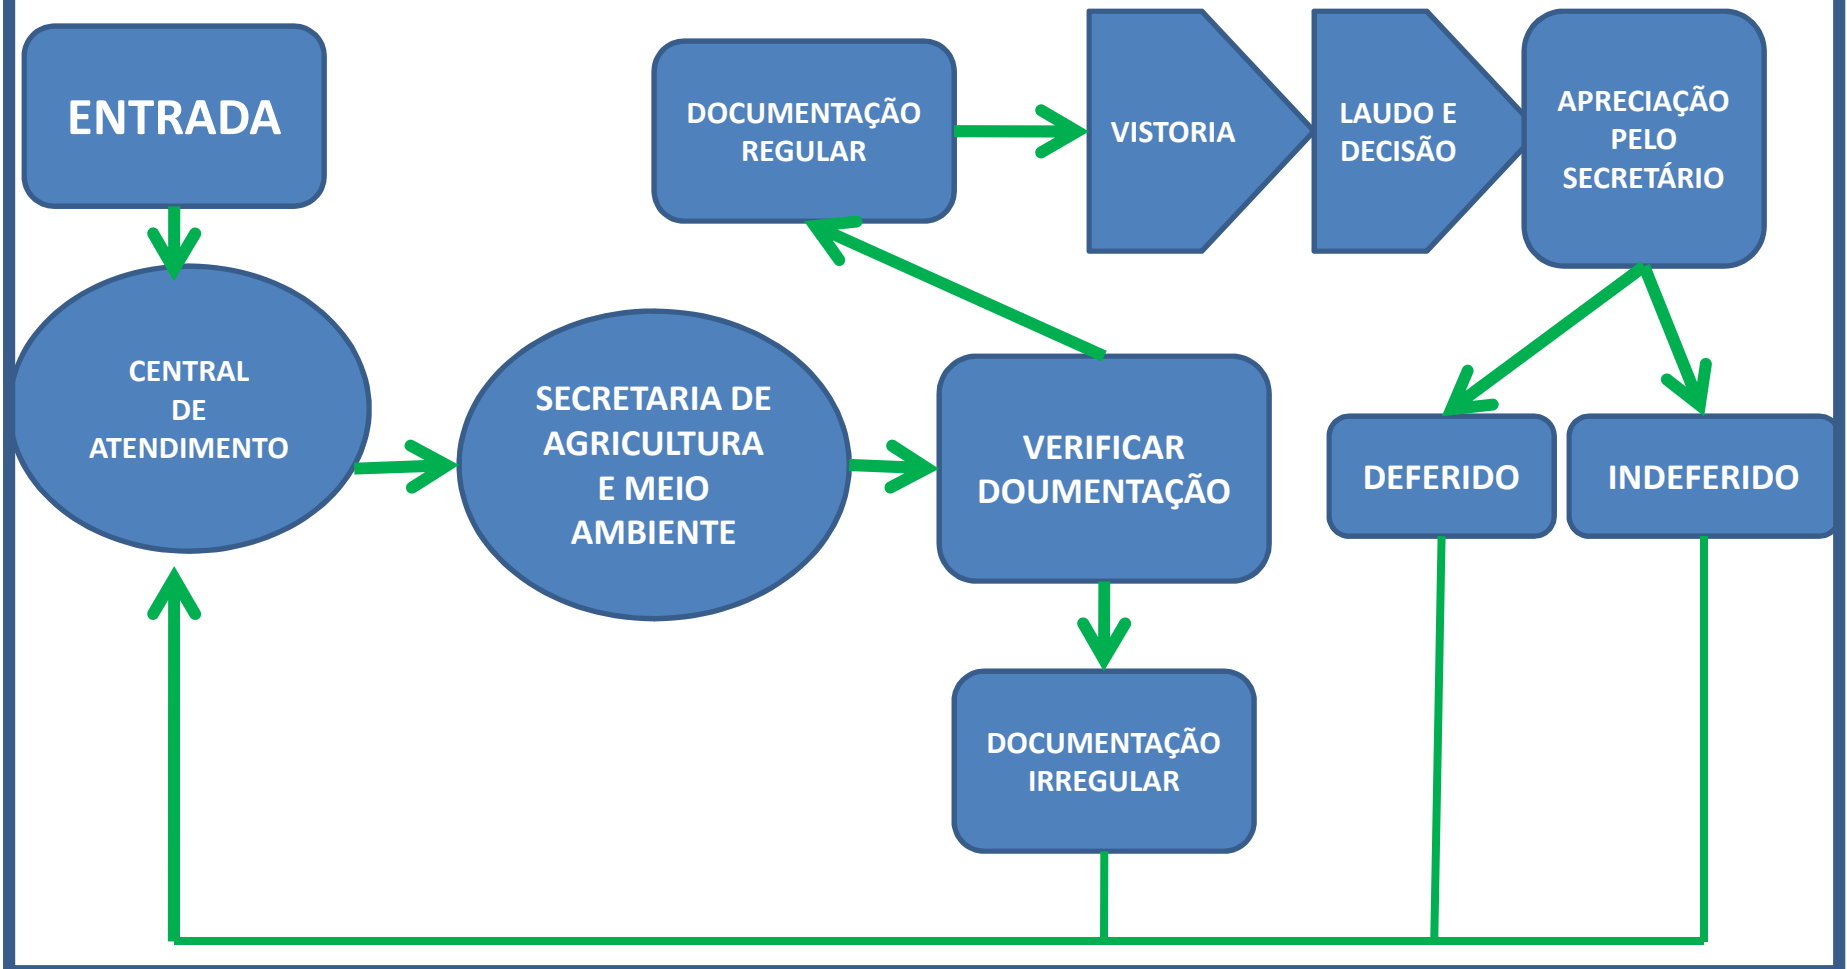 ENTRADA
DOCUMENTAÇÃO
REGULAR
VISTORIA
LAUDO E
DECISÃO
APRECIAÇÃO
PELO
SECRETÁRIO
CENTRAL
DE
ATENDIMENTO
SECRETARIA DE
AGRICULTURA
E MEIO
AMBIENTE
VERIFICAR
DOUMENTAÇÃO
DEFERIDO
INDEFERIDO
DOCUMENTAÇÃO
IRREGULAR